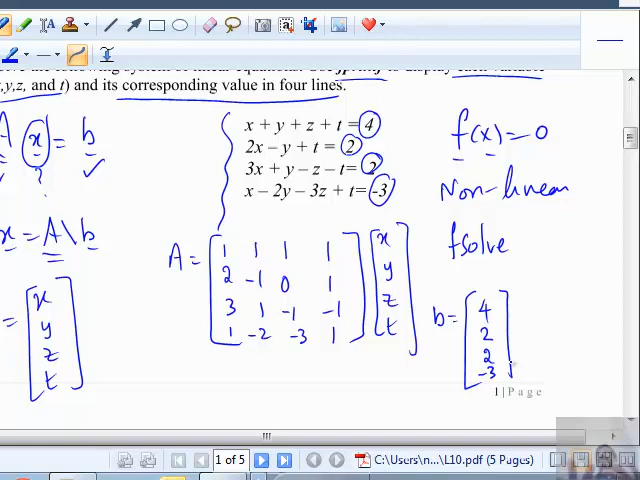 ,y,z, and t) and its corresponding value in four lines.
x + y + z + t = 4
2x – y + t = 2
3x + y – z – t = 2
x – 2y – 3z + t = -3
A x = b
?
x = A\b
= [x y z t]
f(x) = 0
Non-linear
fsolve
A = [1 1 1 1
2 -1 0 1
3 1 -1 -1
1 -2 -3 1] [x y z t]
b = [4
2
2
-3]
1 | P a g e
1 of 5
C:\Users\n...\L10.pdf (5 Pages)